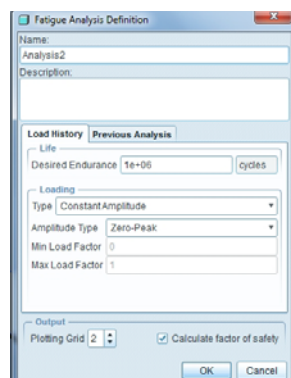 Fatigue Analysis Definition
Name:
Analysis2
Description:
Load History Previous Analysis
Life
Desired Endurance 1e+06 cycles
Loading
Type Constant Amplitude
Amplitude Type Zero-Peak
Min Load Factor 0
Max Load Factor 1
Output
Plotting Grid 2 Calculate factor of safety
OK Cancel